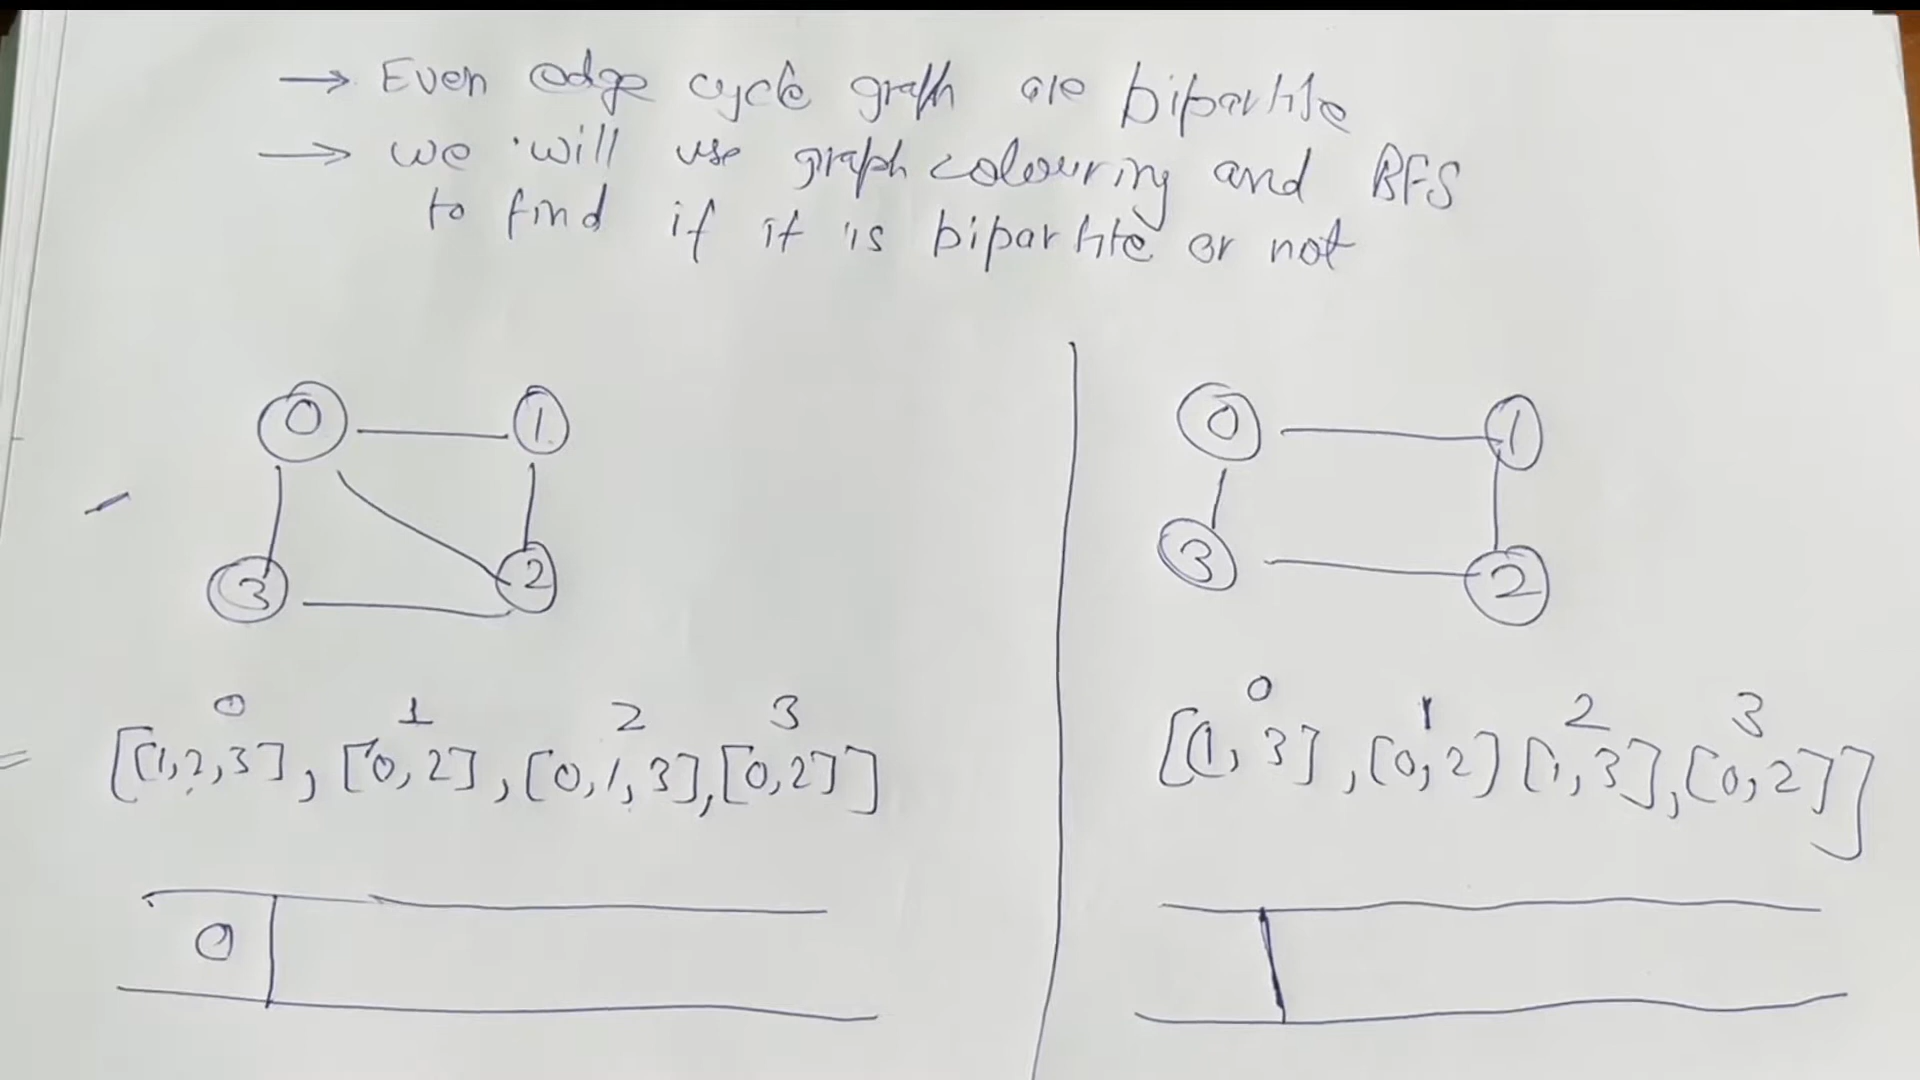 → Even edge cycle graph are bipartite
→ we will use graph colouring and BFS
to find if it is bipartite or not
0 1
3 2
0 1 2 3
[[1,2,3], [0,2], [0,1,3],[0,2]]
0
0 1
3 2
0 1 2 3
[[1,3],[0,2] [1,3],[0,2]]